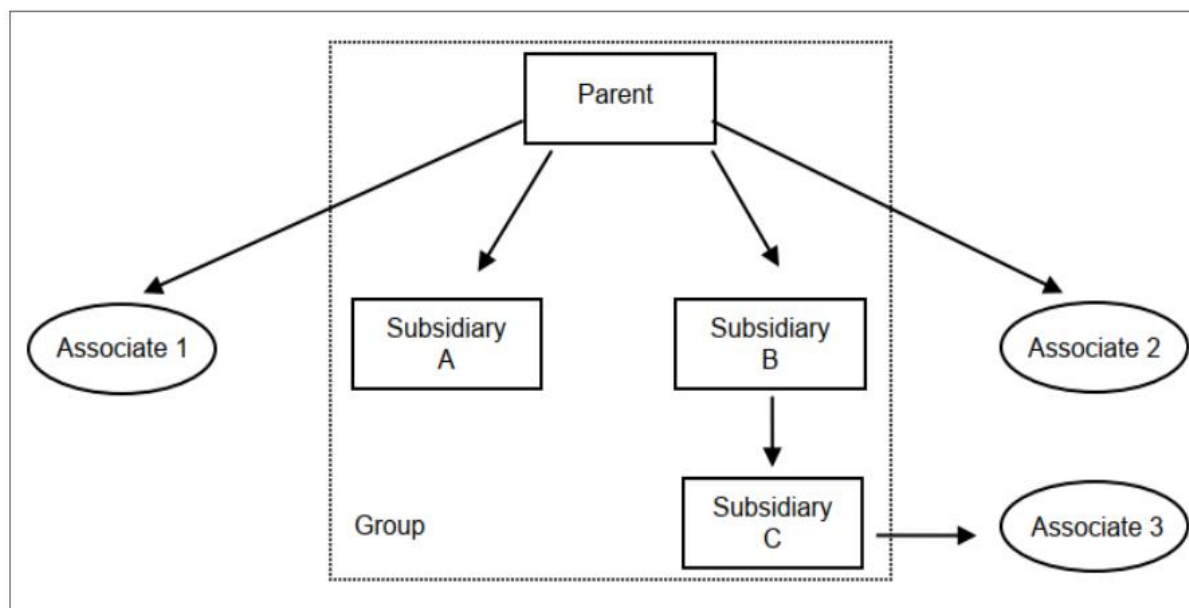 Parent
Associate 1
Subsidiary
A
Subsidiary
B
Associate 2
Group
Subsidiary
C
Associate 3